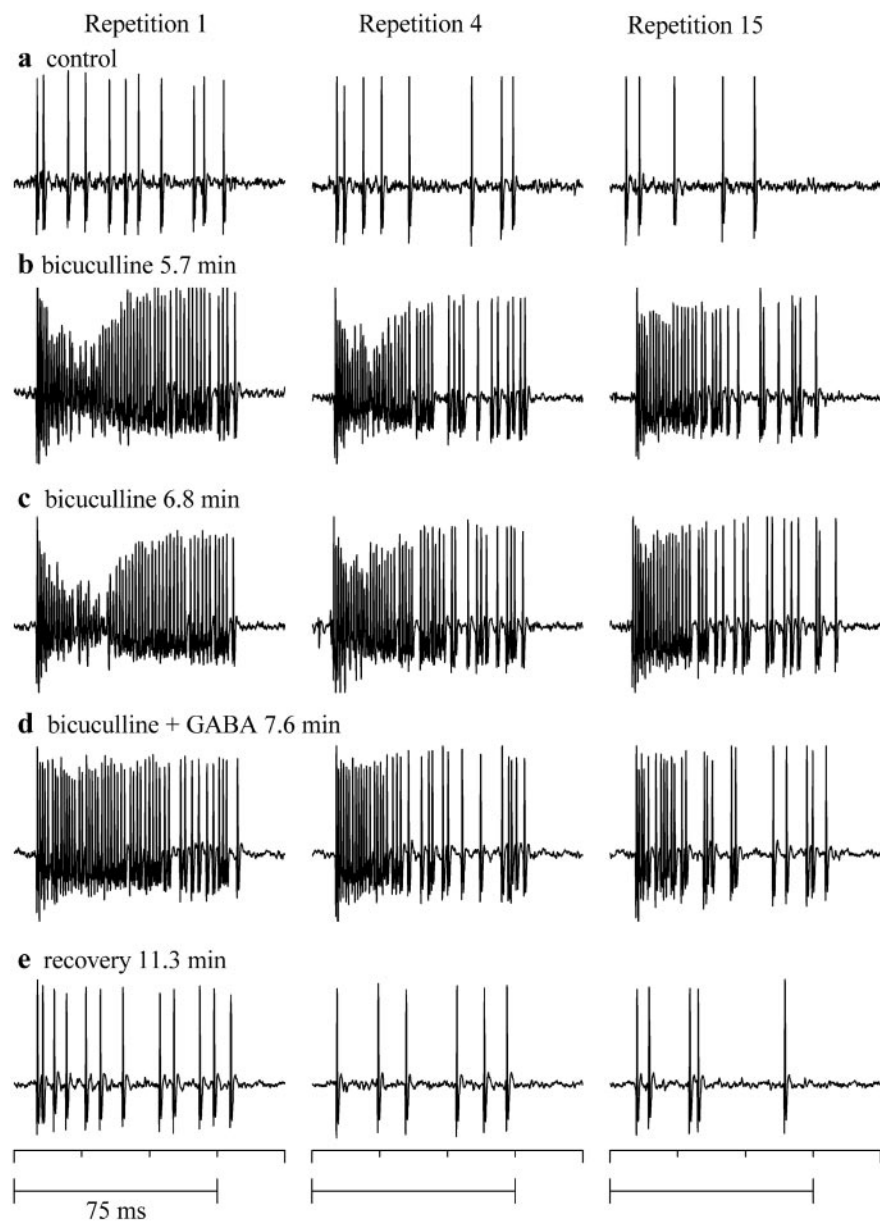 Repetition 1 Repetition 4 Repetition 15
a control
b bicuculline 5.7 min
c bicuculline 6.8 min
d bicuculline + GABA 7.6 min
e recovery 11.3 min
75 ms